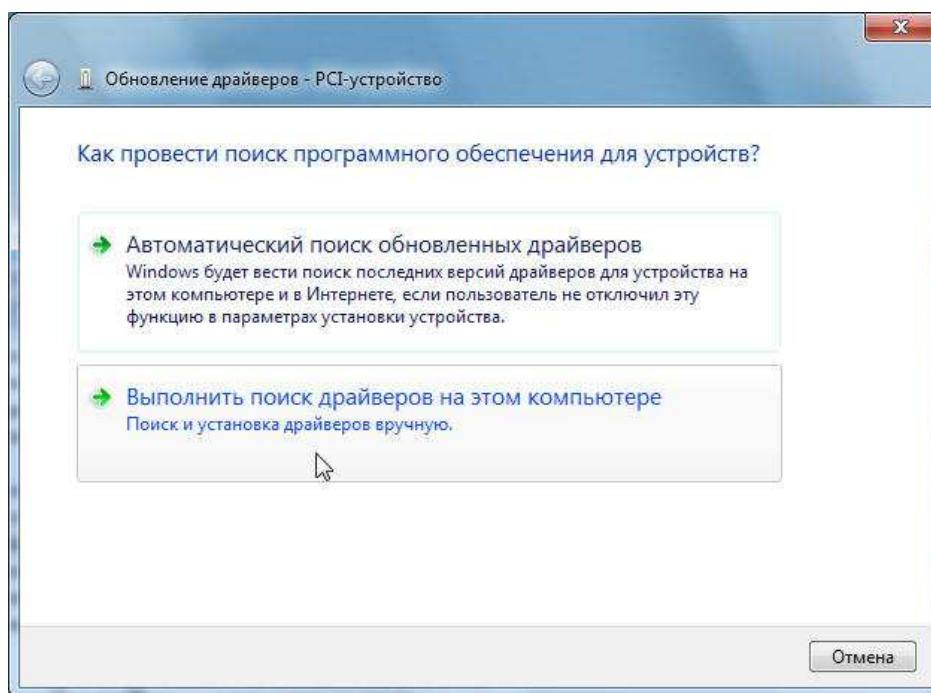 Обновление драйверов - PCI-устройство
Как провести поиск программного обеспечения для устройств?
Автоматический поиск обновленных драйверов
Windows будет вести поиск последних версий драйверов для устройства на
этом компьютере и в Интернете, если пользователь не отключил эту
функцию в параметрах установки устройства.
Выполнить поиск драйверов на этом компьютере
Поиск и установка драйверов вручную.
Отмена